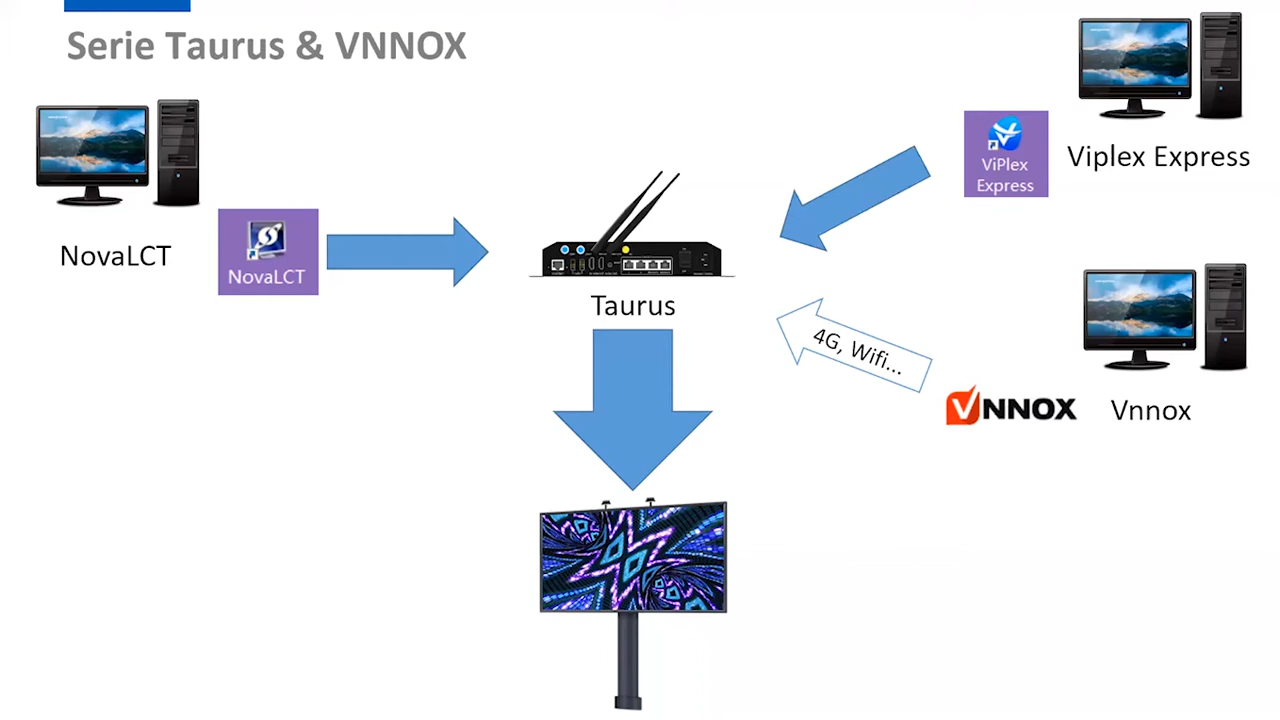 Serie Taurus & VNNOX
NovaLCT
NovaLCT
Taurus
ViPlex
Express
Viplex Express
4G, Wifi...
VNNOX
Vnnox